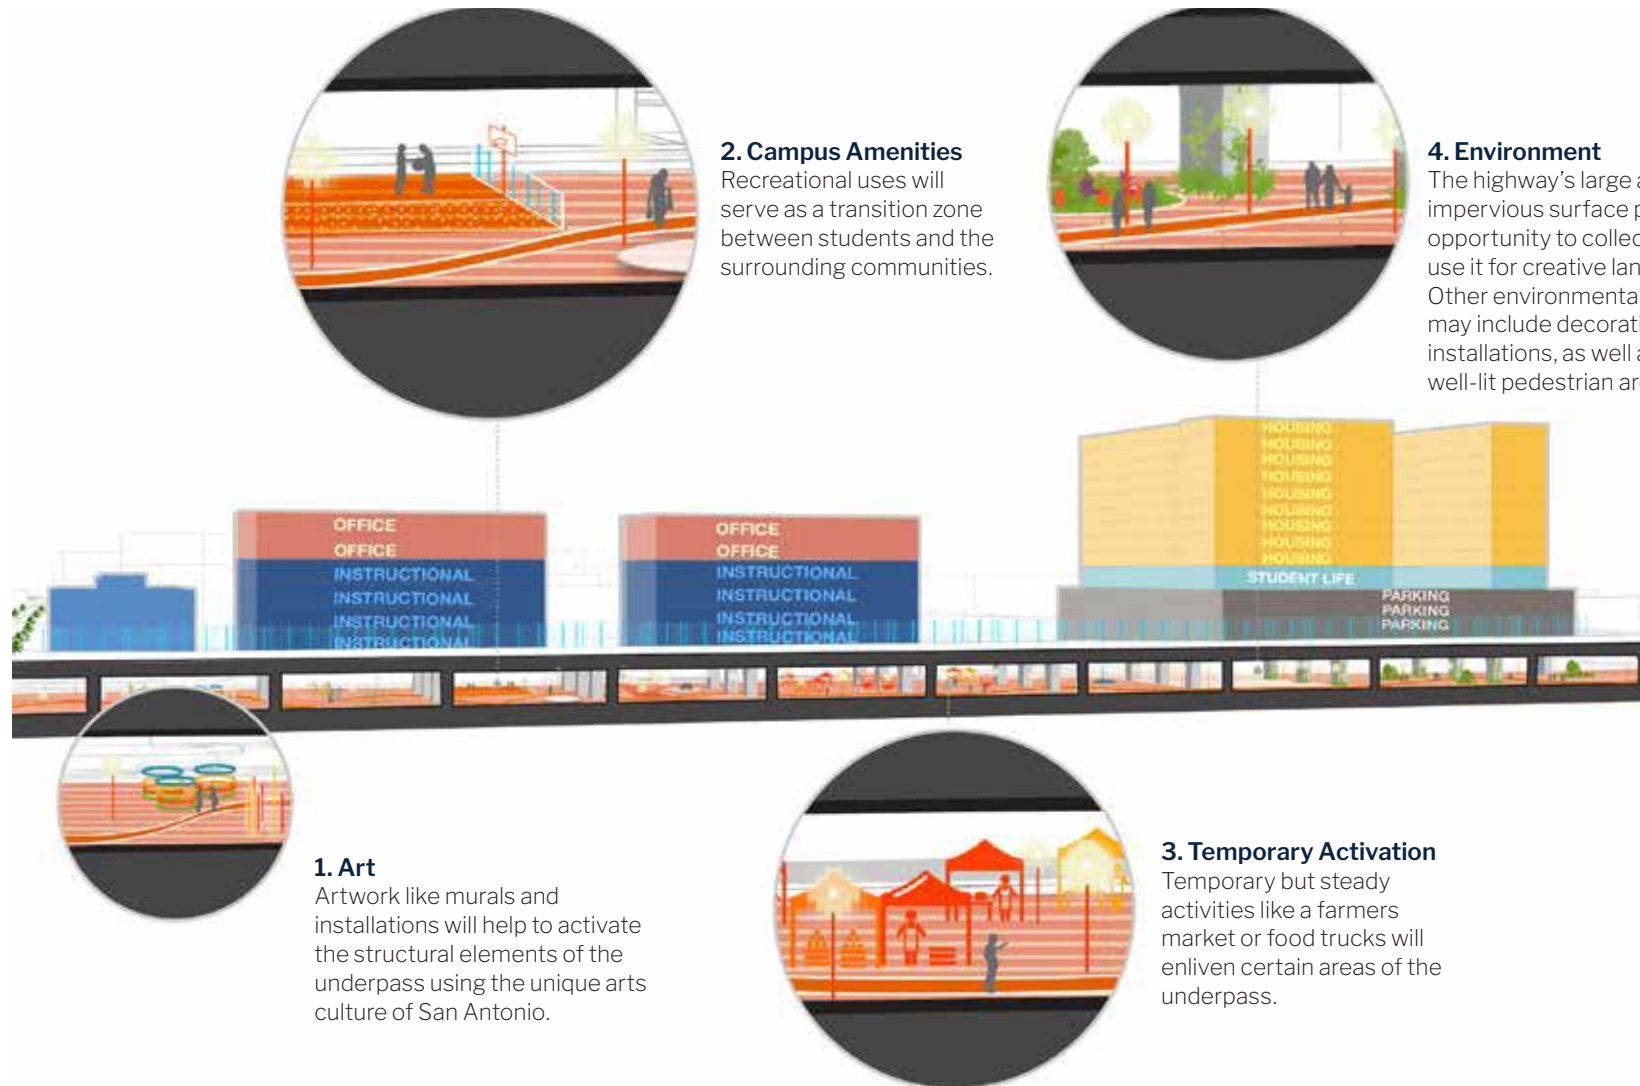 2. Campus Amenities
Recreational uses will
serve as a transition zone
between students and the
surrounding communities.
4. Environment
The highway's large a
impervious surface p
opportunity to collec
use it for creative lan
Other environmenta
may include decorati
installations, as well a
well-lit pedestrian ar
HOUSING
HOUSING
HOUSING
HOUSING
HOUSING
HOUSING
HOUSING
HOUSING
HOUSING
STUDENT LIFE
PARKING
PARKING
PARKING
OFFICE
OFFICE
INSTRUCTIONAL
INSTRUCTIONAL
INSTRUCTIONAL
INSTRUCTIONAL
OFFICE
OFFICE
INSTRUCTIONAL
INSTRUCTIONAL
INSTRUCTIONAL
INSTRUCTIONAL
1. Art
Artwork like murals and
installations will help to activate
the structural elements of the
underpass using the unique arts
culture of San Antonio.
3. Temporary Activation
Temporary but steady
activities like a farmers
market or food trucks will
enliven certain areas of the
underpass.